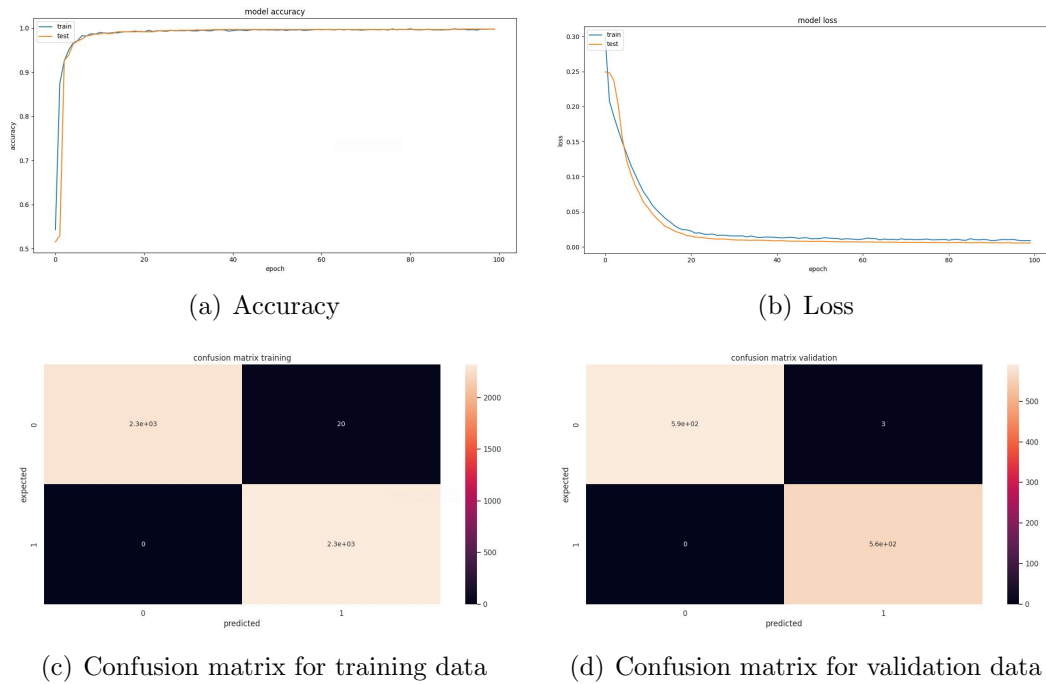 model accuracy
train
test
1.0
0.9
0.8
0.7
0.6
0.5
accuracy
0
20
40
60
80
100
epoch
(a) Accuracy
model loss
train
test
0.30
0.25
0.20
0.15
0.10
0.05
0.00
loss
0
20
40
60
80
100
epoch
(b) Loss
confusion matrix training
2.3e+03
20
0
2.3e+03
0
1
expected
0
1
predicted
2000
1500
1000
500
0
(c) Confusion matrix for training data
confusion matrix validation
5.9e+02
3
0
5.6e+02
0
1
expected
0
1
predicted
500
400
300
200
100
0
(d) Confusion matrix for validation data